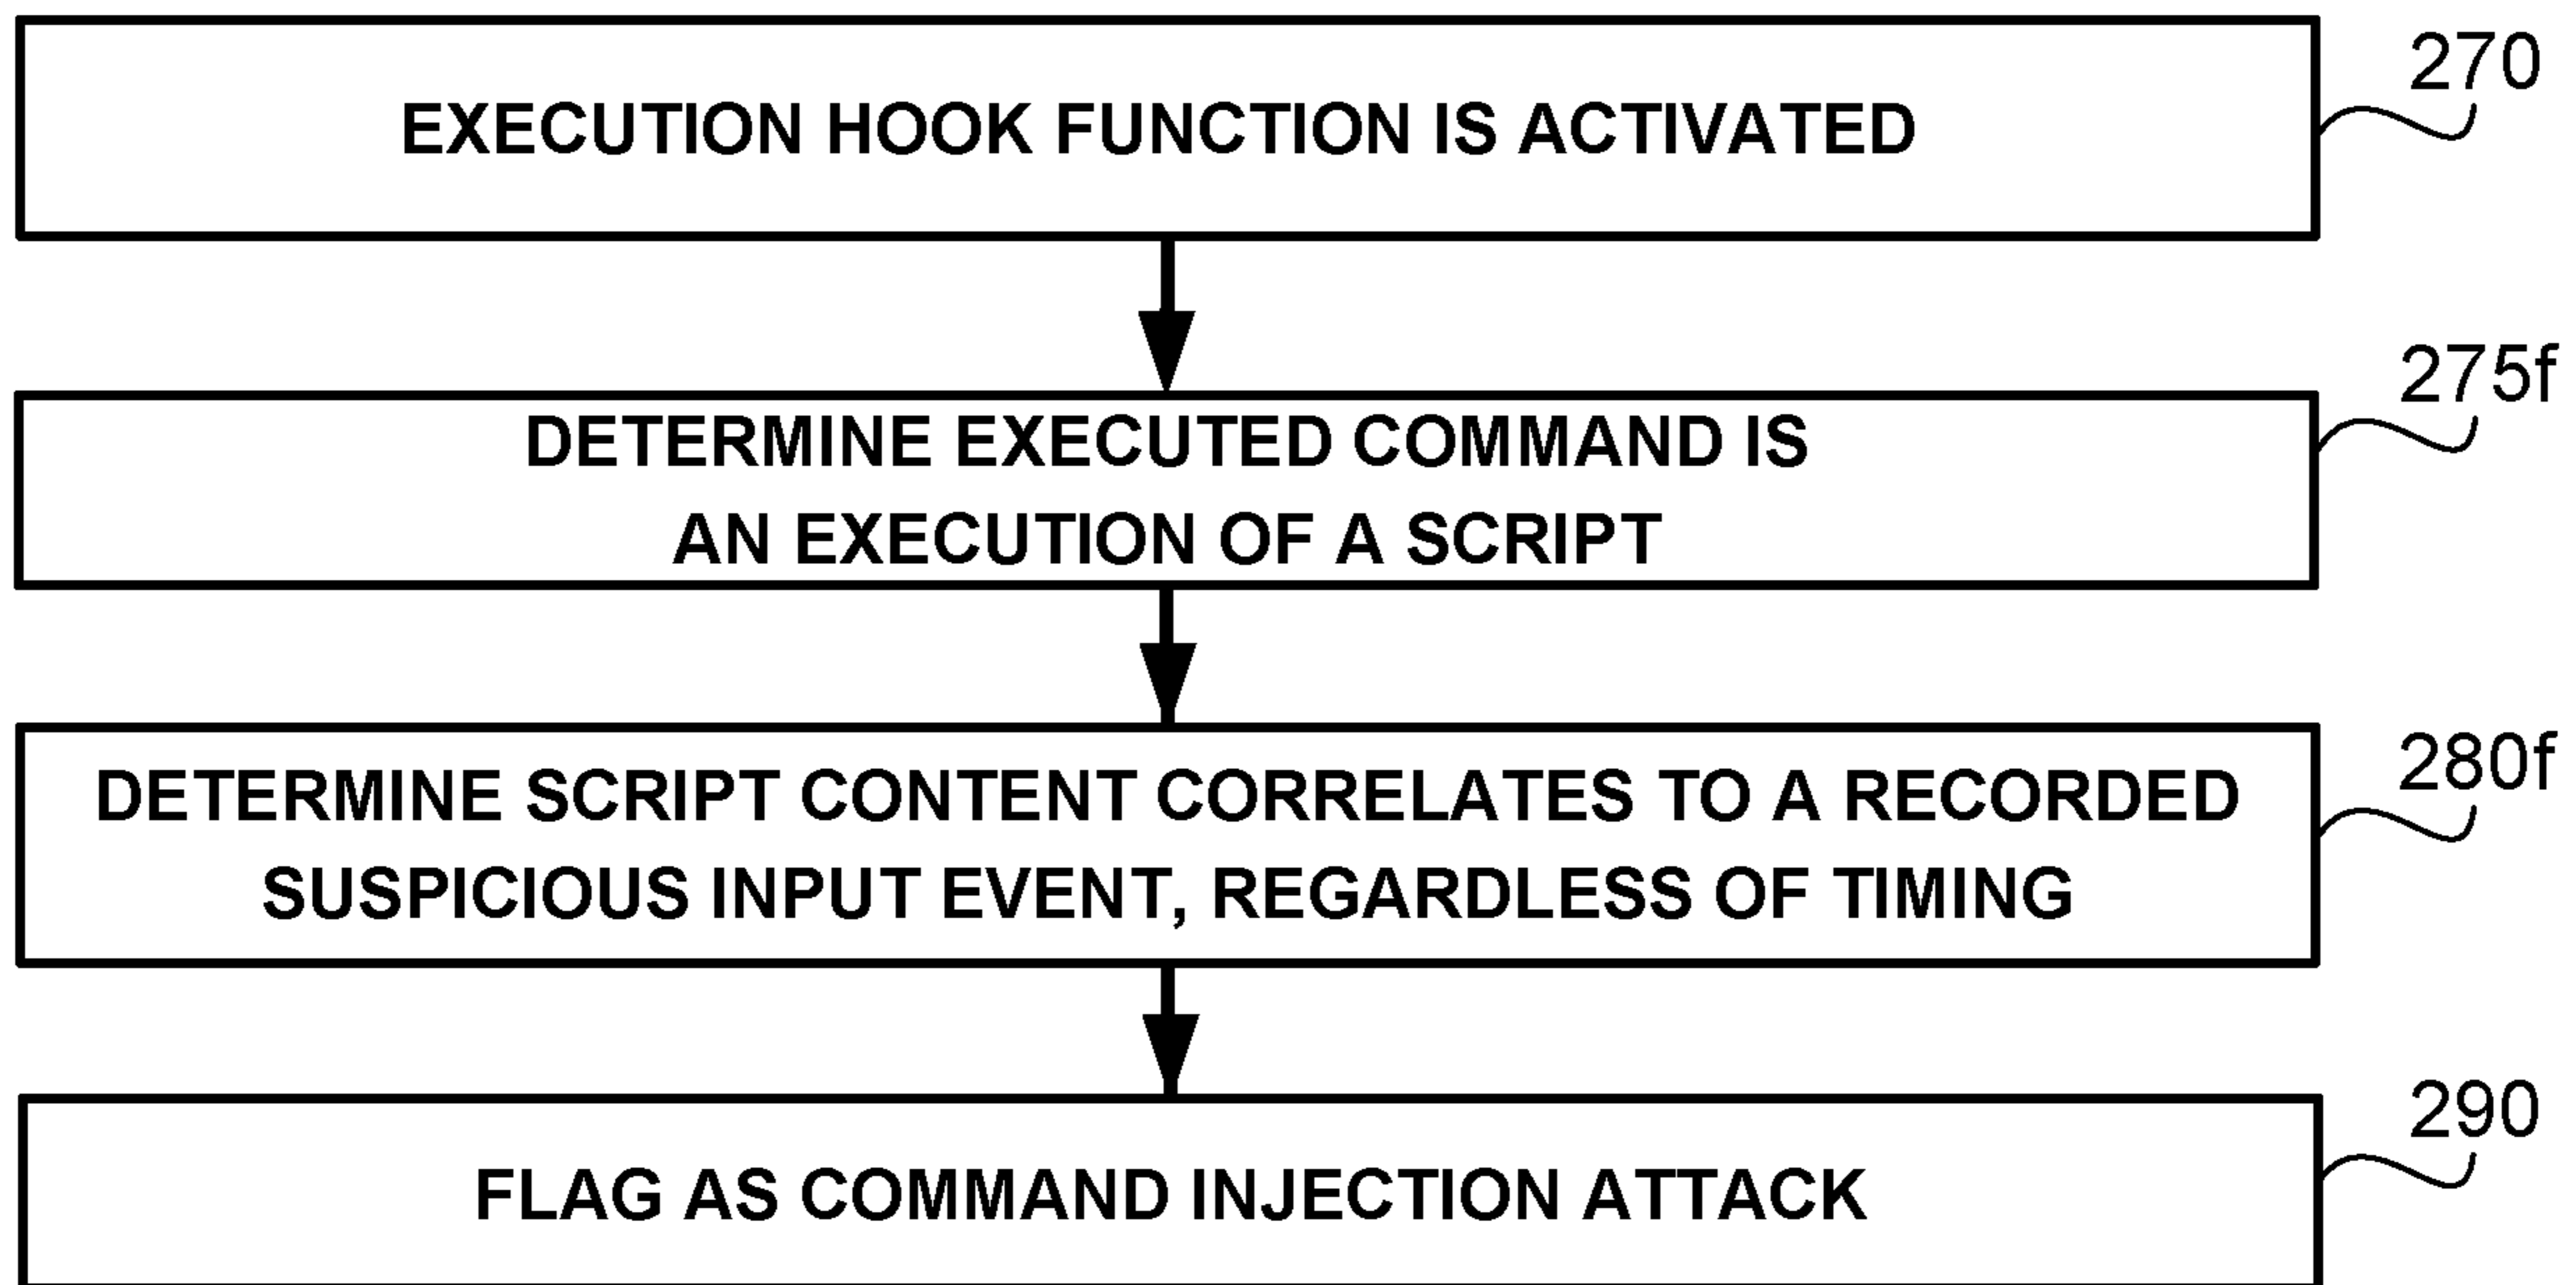 270
EXECUTION HOOK FUNCTION IS ACTIVATED
275f
DETERMINE EXECUTED COMMAND IS
AN EXECUTION OF A SCRIPT
280f
DETERMINE SCRIPT CONTENT CORRELATES TO A RECORDED
SUSPICIOUS INPUT EVENT, REGARDLESS OF TIMING
290
FLAG AS COMMAND INJECTION ATTACK